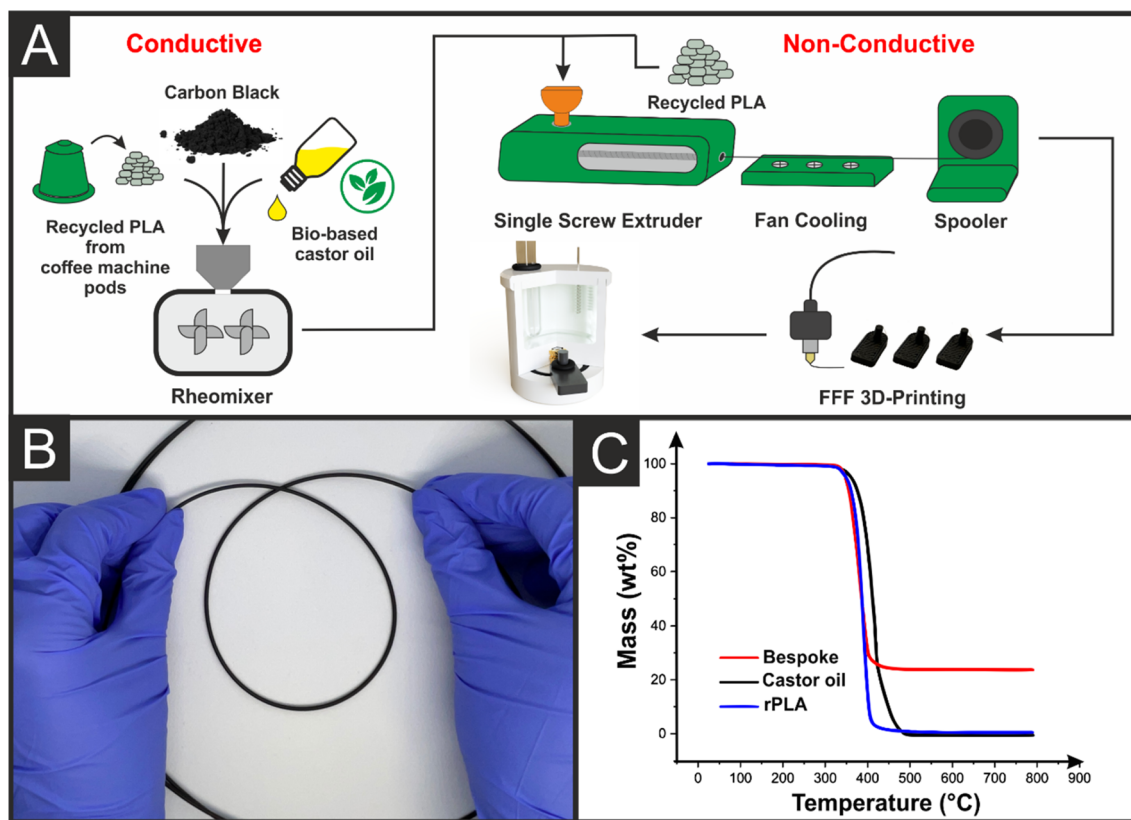 A
Conductive
Non-Conductive
Carbon Black
Recycled PLA
Recycled PLA
from
coffee machine
pods
Bio-based
castor oil
Rheomixer
Single Screw Extruder
Fan Cooling
Spooler
FFF 3D-Printing
B
C
Mass (wt%)
100
80
60
40
20
0
Bespoke
Castor oil
rPLA
0 100 200 300 400 500 600 700 800 900
Temperature (°C)